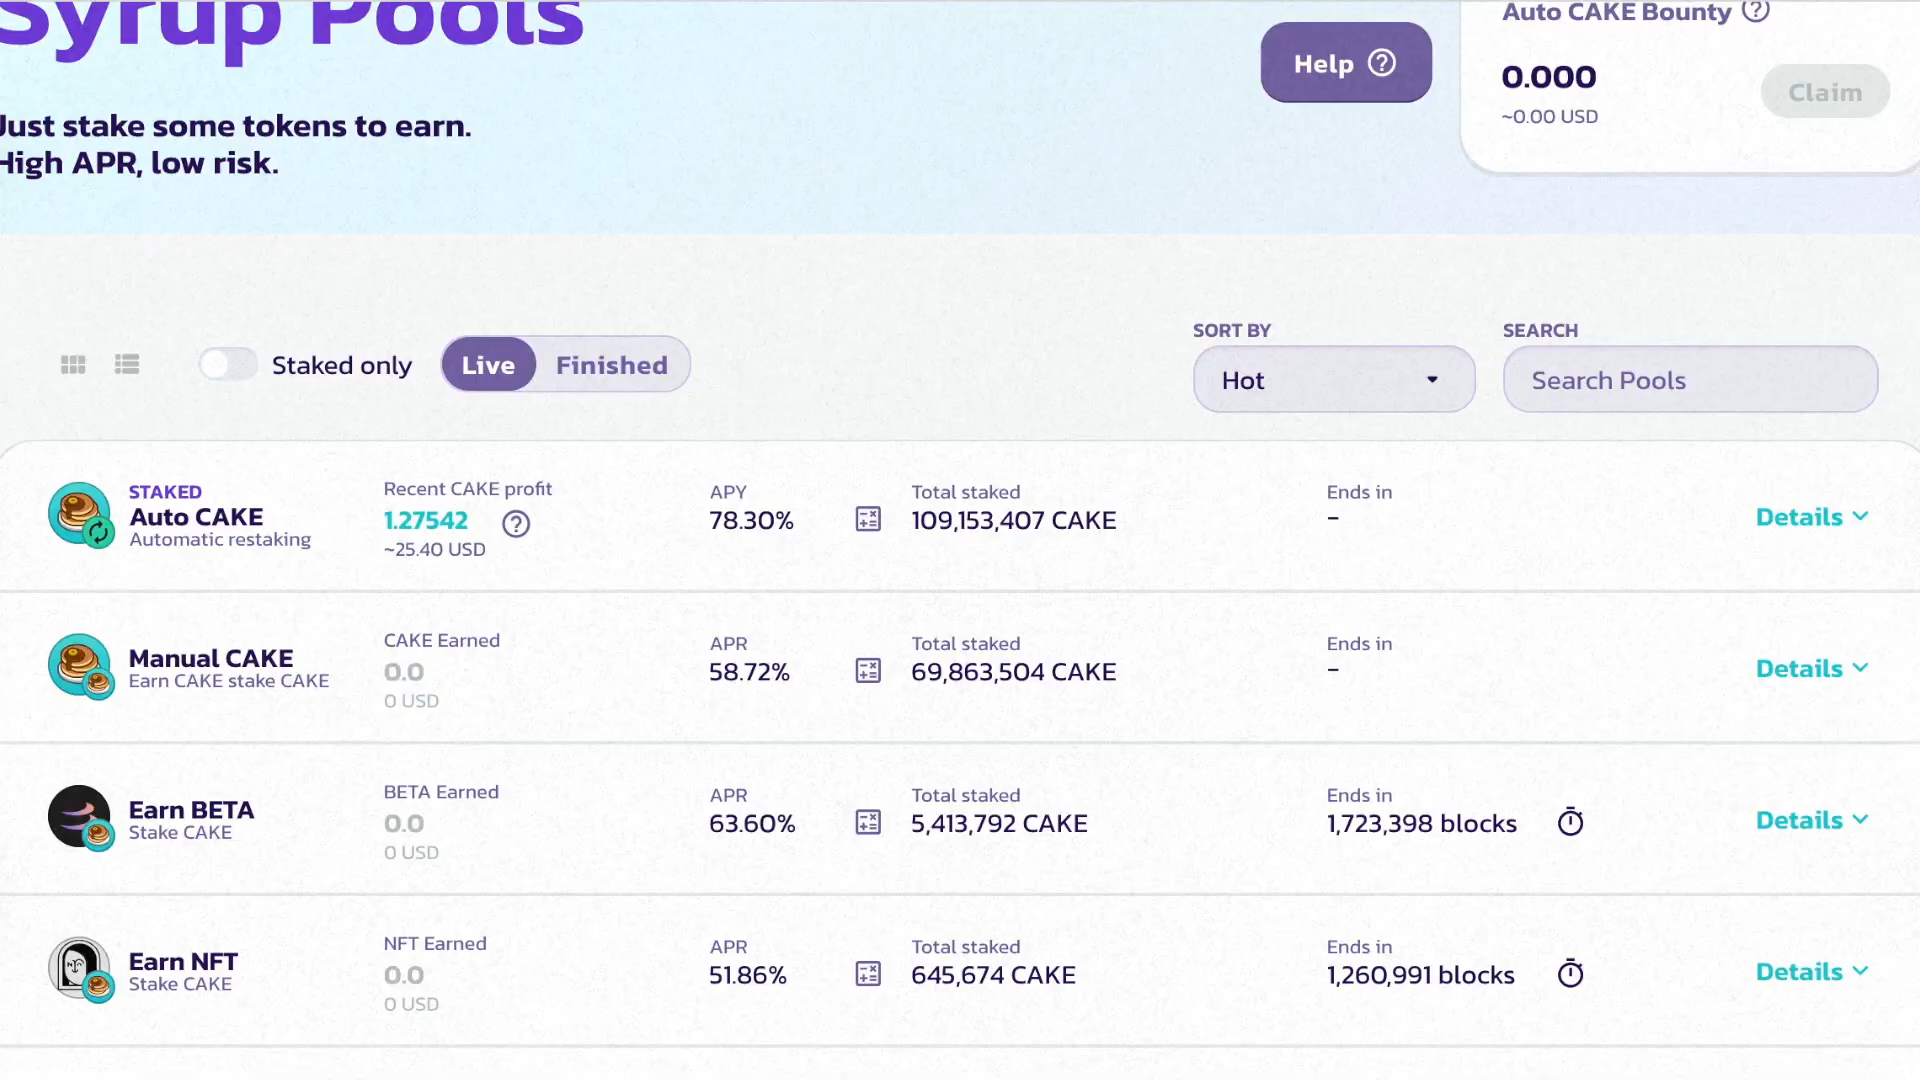 Syrup Pools
Just stake some tokens to earn.
High APR, low risk.
Help
Auto CAKE Bounty
0.000
~0.00 USD
Claim
Staked only
Live
Finished
SORT BY
Hot
SEARCH
Search Pools
STAKED
Auto CAKE
Automatic restaking
Recent CAKE profit
1.27542
~25.40 USD
APY
78.30%
Total staked
109,153,407 CAKE
Ends in
-
Details
Manual CAKE
Earn CAKE stake CAKE
CAKE Earned
0.0
0 USD
APR
58.72%
Total staked
69,863,504 CAKE
Ends in
-
Details
Earn BETA
Stake CAKE
BETA Earned
0.0
0 USD
APR
63.60%
Total staked
5,413,792 CAKE
Ends in
1,723,398 blocks
Details
Earn NFT
Stake CAKE
NFT Earned
0.0
0 USD
APR
51.86%
Total staked
645,674 CAKE
Ends in
1,260,991 blocks
Details